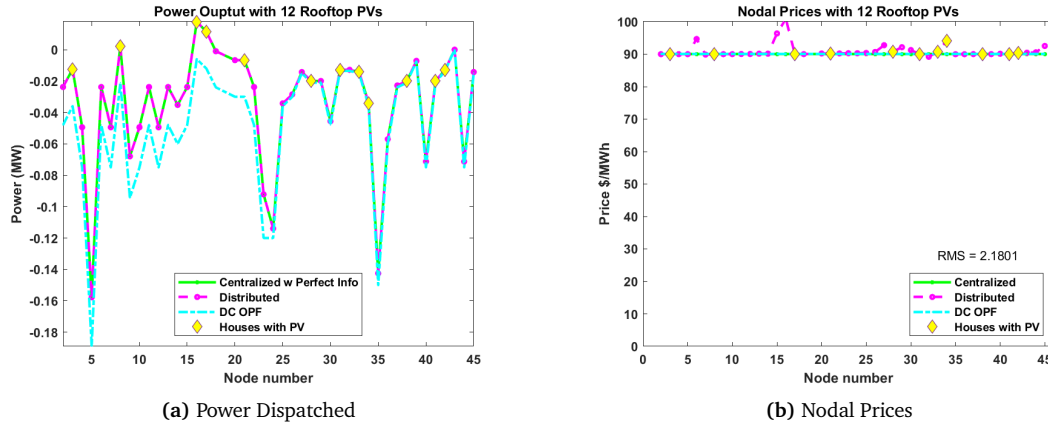 Power Ouptut with 12 Rooftop PVs
0
-0.02
-0.04
-0.06
-0.08
-0.1
-0.12
-0.14
-0.16
-0.18
Power (MW)
Centralized w Perfect Info
Distributed
DC OPF
Houses with PV
5 10 15 20 25 30 35 40 45
Node number
(a) Power Dispatched
Nodal Prices with 12 Rooftop PVs
100
90
80
70
60
50
40
30
20
10
0
Price $/MWh
RMS = 2.1801
Centralized
Distributed
DC OPF
Houses with PV
0 5 10 15 20 25 30 35 40 45
Node number
(b) Nodal Prices